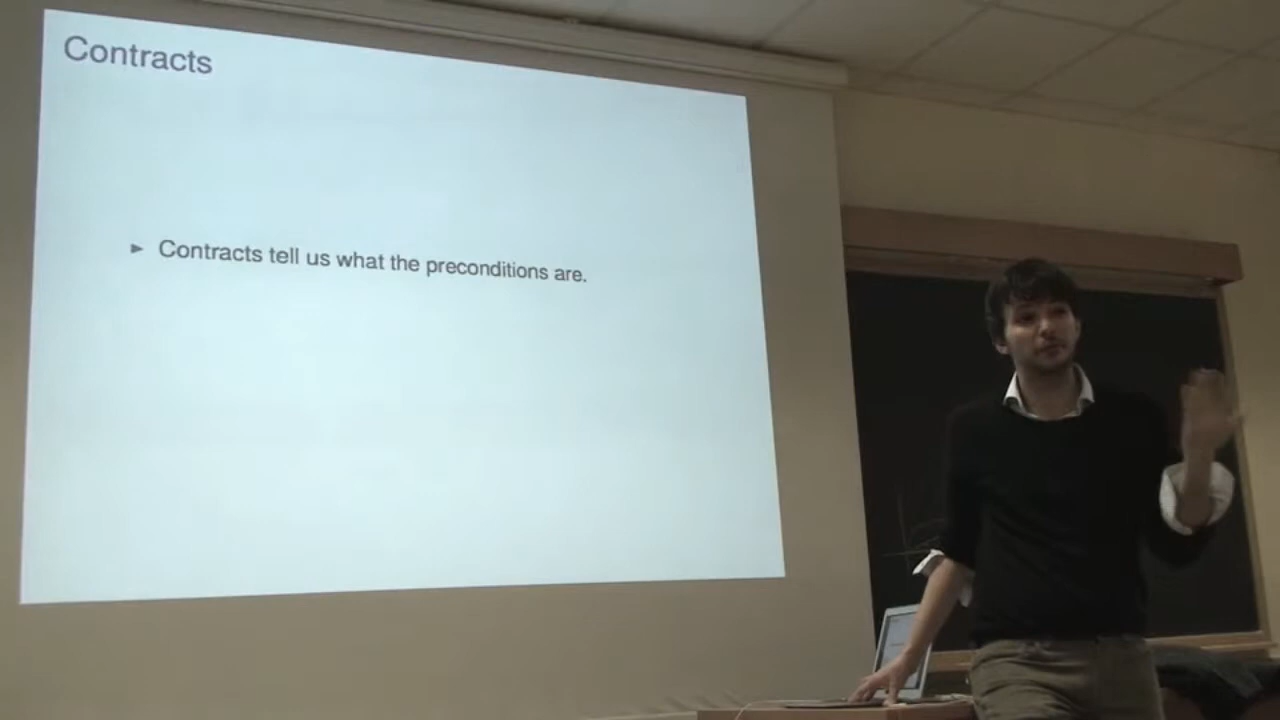 Contracts
► Contracts tell us what the preconditions are.